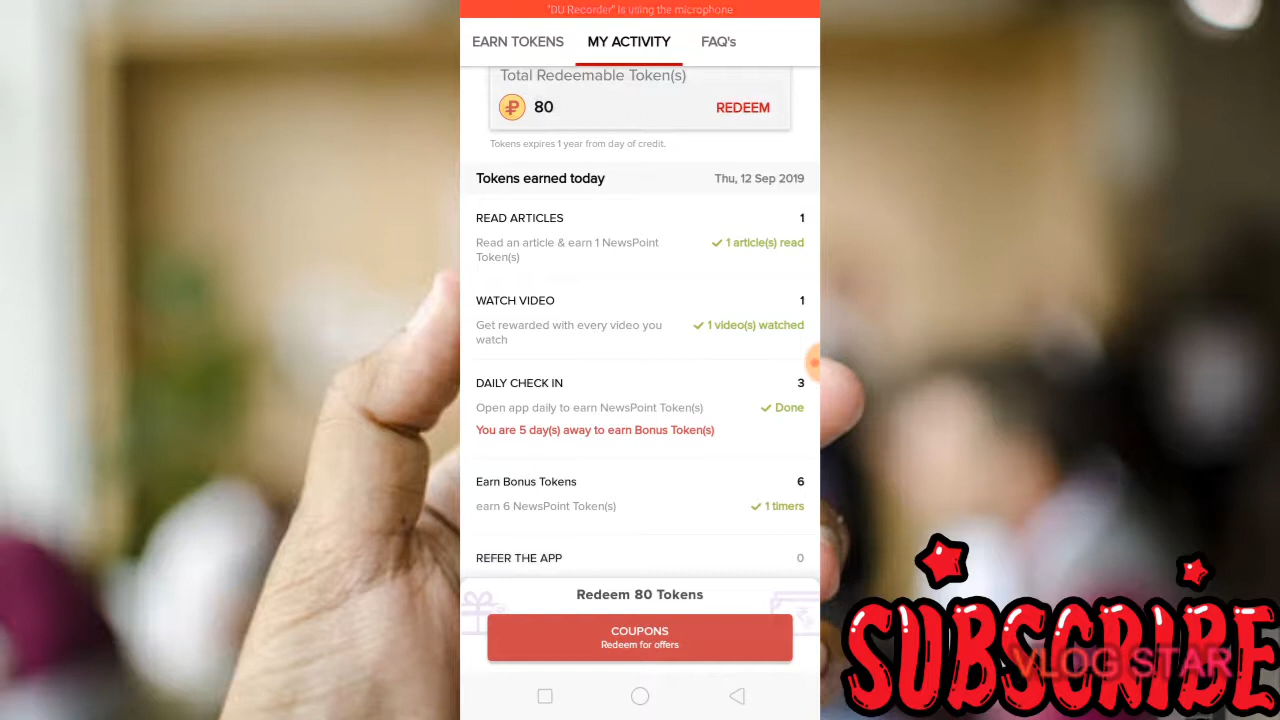 "DU Recorder" is using the microphone
EARN TOKENS MY ACTIVITY FAQ's
Total Redeemable Token(s)
80 REDEEM
Tokens expires 1 year from day of credit.
Tokens earned today Thu, 12 Sep 2019
READ ARTICLES 1
Read an article & earn 1 NewsPoint Token(s) 1 article(s) read
WATCH VIDEO 1
Get rewarded with every video you watch 1 video(s) watched
DAILY CHECK IN 3
Open app daily to earn NewsPoint Token(s) Done
You are 5 day(s) away to earn Bonus Token(s)
Earn Bonus Tokens 6
earn 6 NewsPoint Token(s) 1 timers
REFER THE APP 0
Redeem 80 Tokens
COUPONS
Redeem for offers
SUBSCRIBE
VLOG STAR